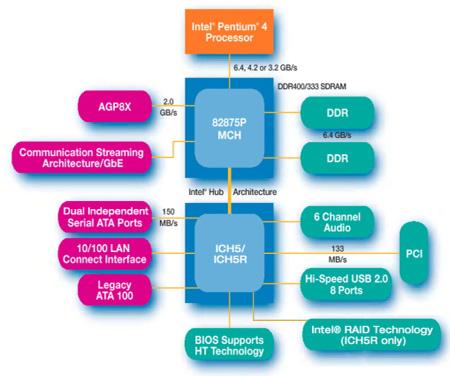 Intel® Pentium® 4
Processor
6.4, 4.2 or 3.2 GB/s
DDR400/333 SDRAM
AGP8X
2.0
GB/s
82875P
MCH
DDR
6.4 GB/s
DDR
Communication Streaming
Architecture/GbE
Intel® Hub Architecture
Dual Independent
Serial ATA Ports
150
MB/s
6 Channel
Audio
10/100 LAN
Connect Interface
ICH5/
ICH5R
133
MB/s
PCI
Legacy
ATA 100
Hi-Speed USB 2.0
8 Ports
BIOS Supports
HT Technology
Intel® RAID Technology
(ICH5R only)